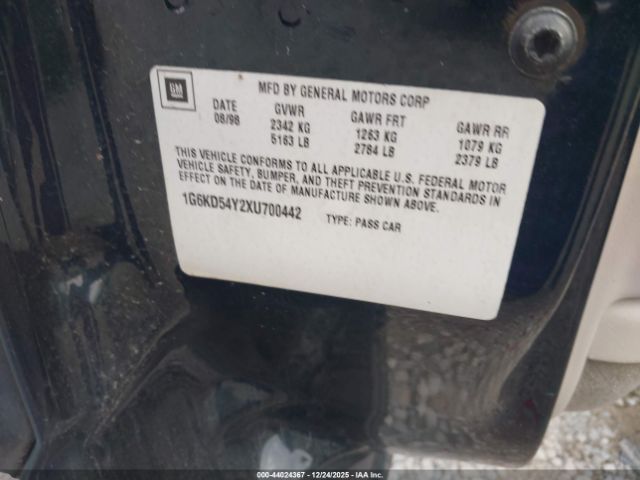 GM
MFD BY GENERAL MOTORS CORP
DATE GVWR GAWR FRT GAWR RR
08/98 2342 KG 1263 KG 1079 KG
5163 LB 2784 LB 2379 LB
THIS VEHICLE CONFORMS TO ALL APPLICABLE U.S. FEDERAL MOTOR
VEHICLE SAFETY, BUMPER, AND THEFT PREVENTION STANDARDS IN
EFFECT ON THE DATE OF MANUFACTURE SHOWN ABOVE.
1G6KD54Y2XU700442 TYPE: PASS CAR
000-44024367 - 12/24/2025 - IAA Inc.